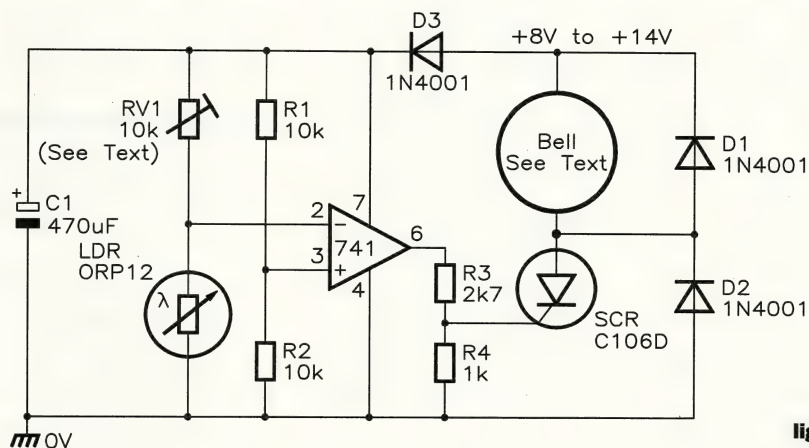 D3
+8V to +14V
1N4001
RV1
10k
(See Text)
R1
10k
Bell
See Text
D1
1N4001
+
C1
470uF
LDR
ORP12
λ
2
3
7
−
741
+
4
6
R3
2k7
SCR
C106D
D2
1N4001
R2
10k
R4
1k
0V